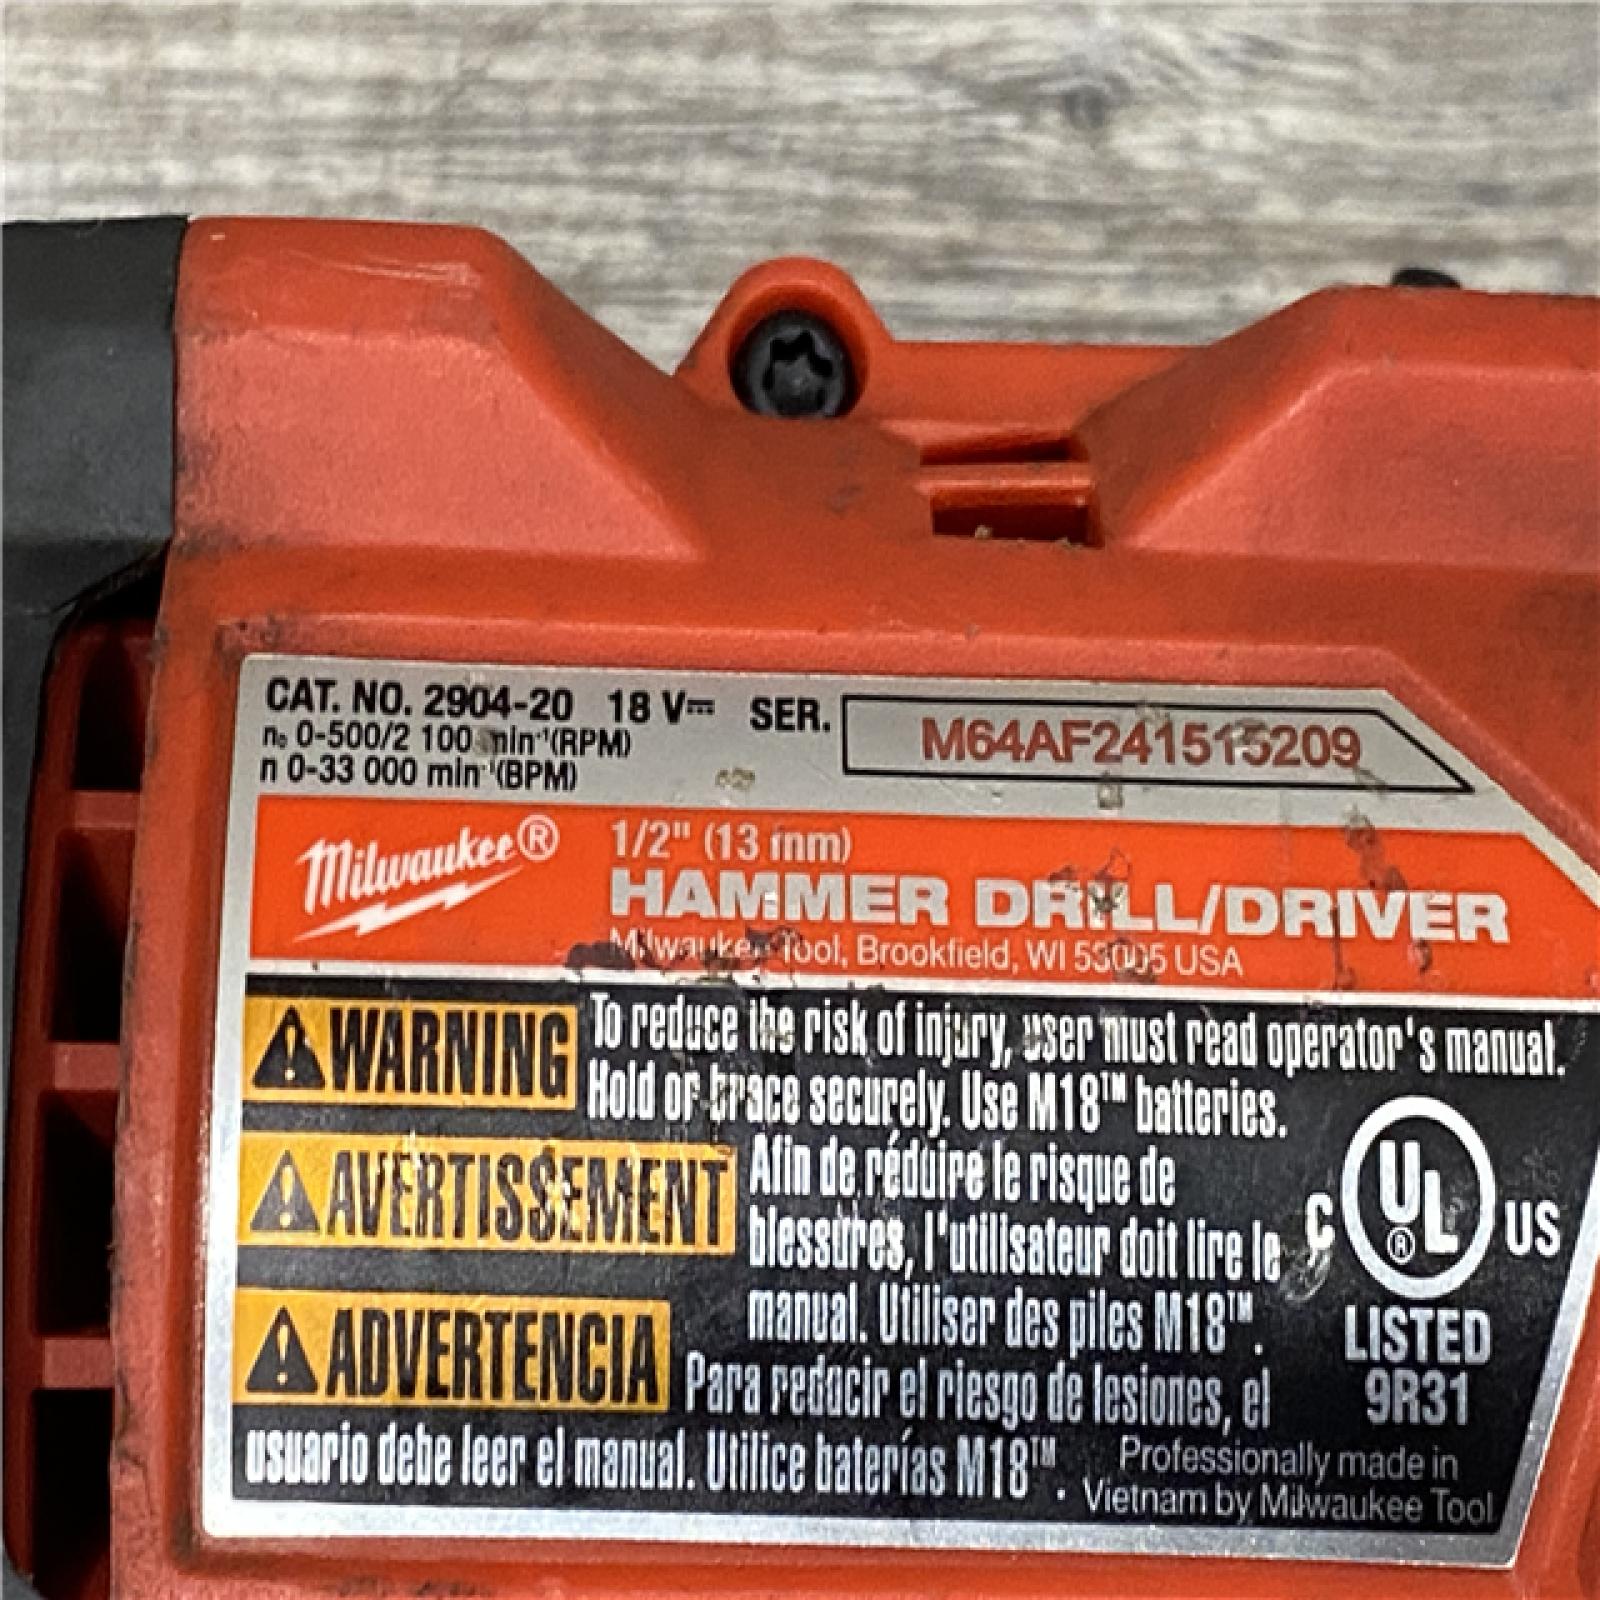 CAT. NO. 2904-20 18 V⎓ SER. M64AF241515209
n₀ 0-500/2 100 min⁻¹(RPM)
n 0-33 000 min⁻¹(BPM)
Milwaukee®
1/2" (13 mm)
HAMMER DRILL/DRIVER
Milwaukee Tool, Brookfield, WI 53005 USA
WARNING To reduce the risk of injury, user must read operator's manual.
Hold or brace securely. Use M18™ batteries.
AVERTISSEMENT Afin de réduire le risque de
blessures, l'utilisateur doit lire le
manual. Utiliser des piles M18™.
C UL® US
LISTED
9R31
ADVERTENCIA Para reducir el riesgo de lesiones, el
usuario debe leer el manual. Utilice baterías M18™.
Professionally made in
Vietnam by Milwaukee Tool